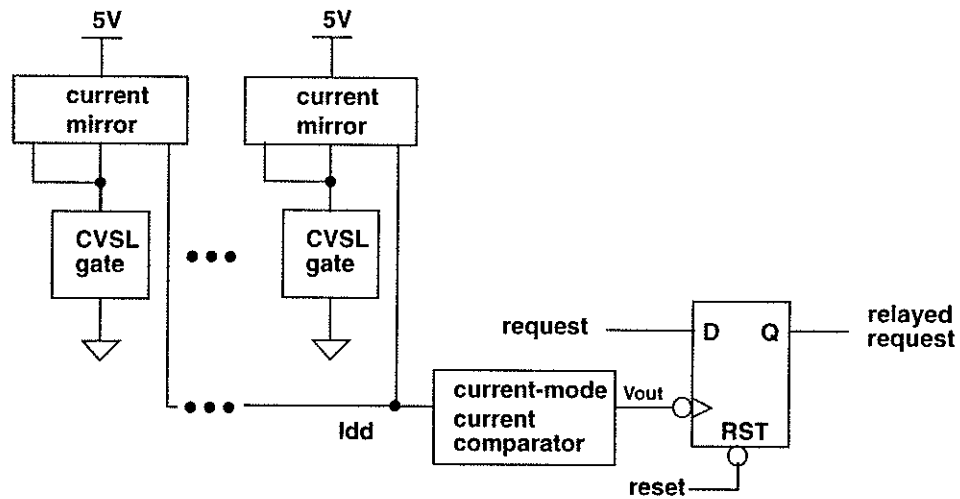 5V
5V
current
mirror
current
mirror
CVSL
gate
CVSL
gate
request
D
Q
relayed
request
current-mode
current
comparator
Vout
Idd
RST
reset